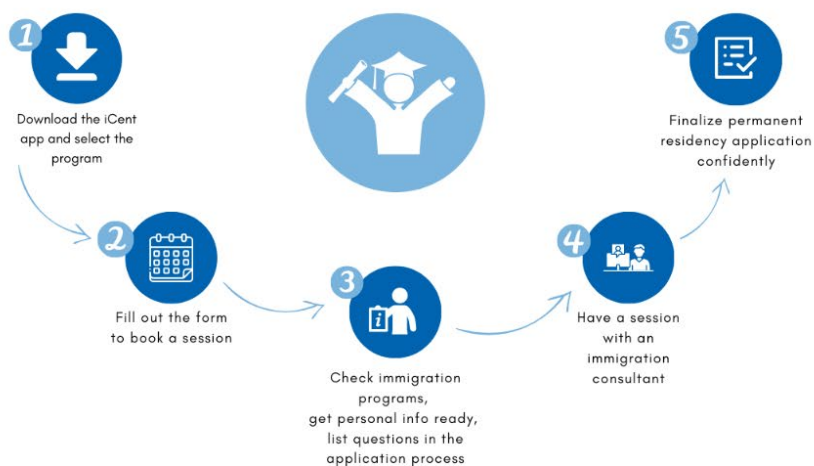 1
Download the iCent
app and select the
program
2
Fill out the form
to book a session
3
Check immigration
programs,
get personal info ready,
list questions in the
application process
4
Have a session
with an
immigration
consultant
5
Finalize permanent
residency application
confidently